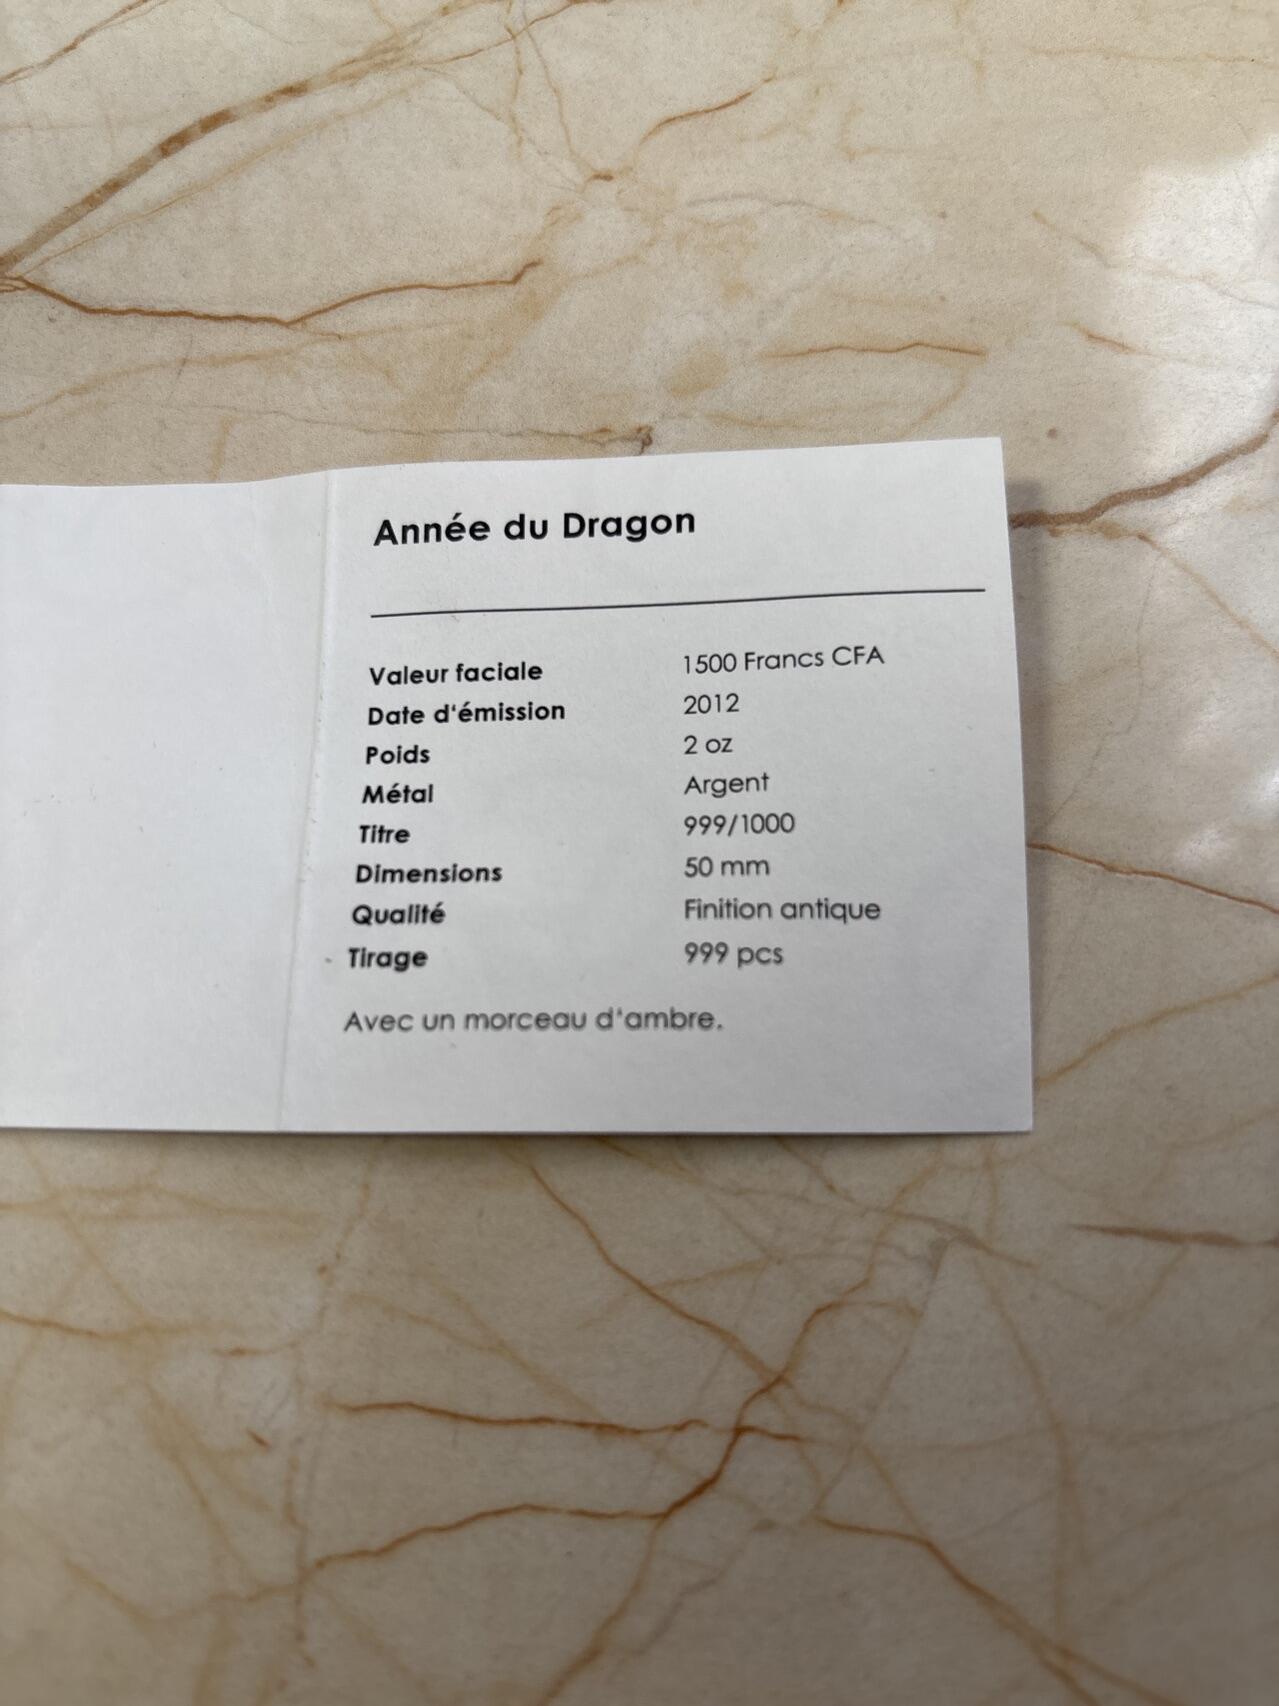 Année du Dragon
Valeur faciale 1500 Francs CFA
Date d‘émission 2012
Poids 2 oz
Métal Argent
Titre 999/1000
Dimensions 50 mm
Qualité Finition antique
Tirage 999 pcs
Avec un morceau d‘ambre.